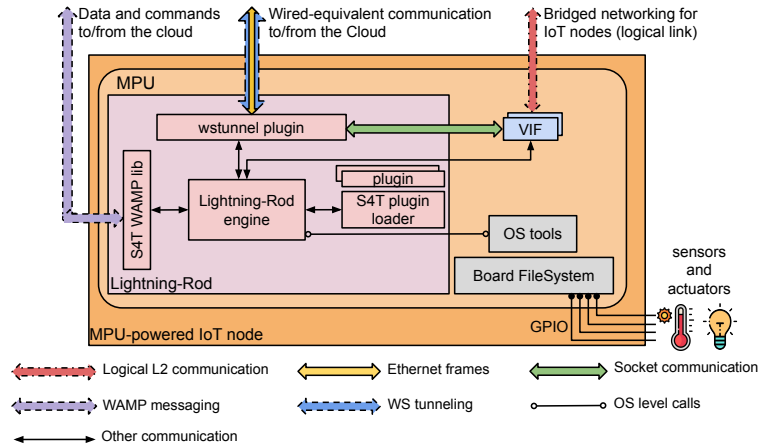 Data and commands
to/from the cloud
Wired-equivalent communication
to/from the Cloud
Bridged networking for
IoT nodes (logical link)
MPU
wstunnel plugin
VIF
S4T WAMP lib
Lightning-Rod
engine
plugin
S4T plugin
loader
OS tools
Board FileSystem
Lightning-Rod
sensors
and
actuators
GPIO
MPU-powered IoT node
Logical L2 communication
Ethernet frames
Socket communication
WAMP messaging
WS tunneling
OS level calls
Other communication